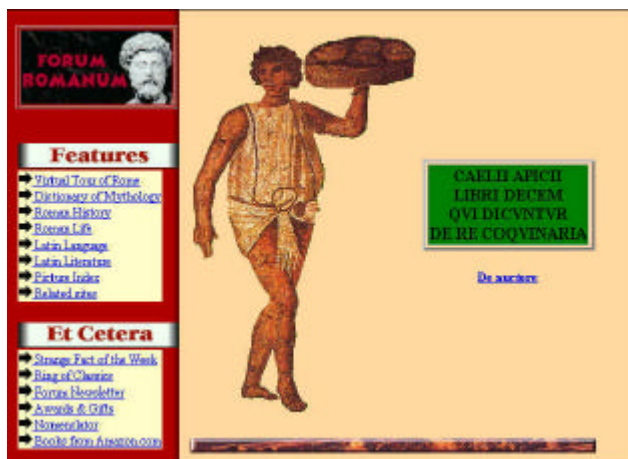 FORUM
ROMANUM
Features
Virtual Tour of Rome
Dictionary of Mythology
Roman History
Roman Life
Latin Language
Latin Literature
Picture Index
Related sites
Et Cetera
Strange Fact of the Week
Ring of Classics
Forum Newsletter
Awards & Gifts
Nomenclator
Books from Amazon.com
CAELII APICII
LIBRI DECEM
QVI DICVNTVR
DE RE COQVINARIA
De auctore